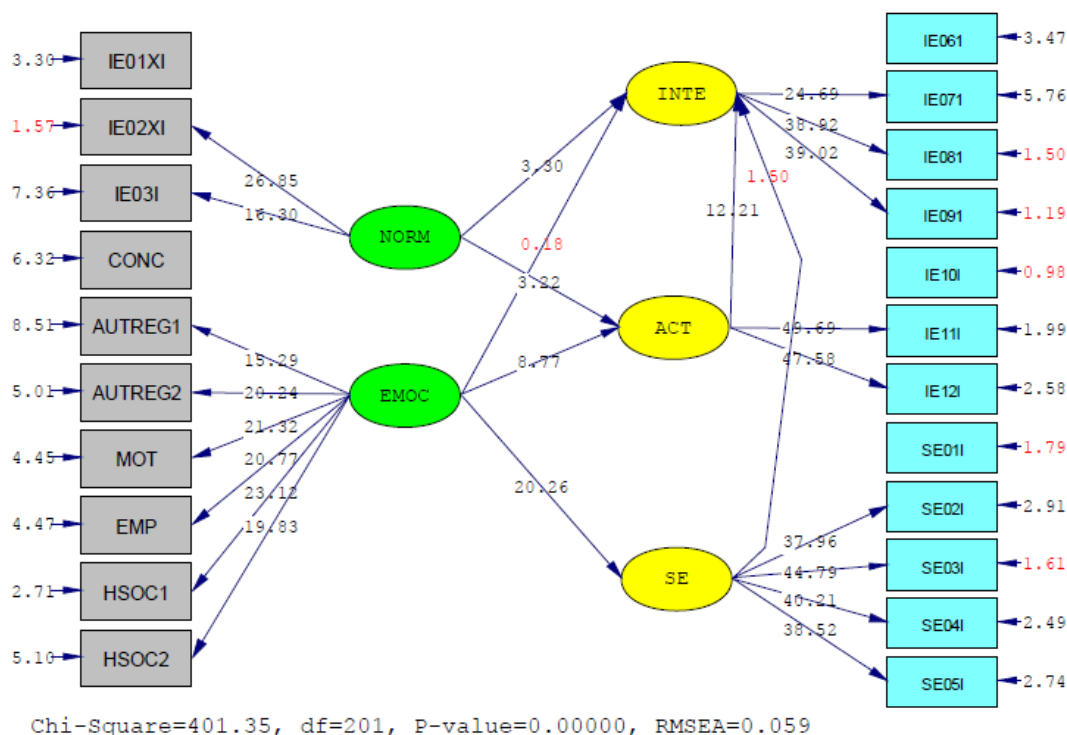 IE061
3.47
3.30
IE01XI
INTE
24.69
IE071
5.76
1.57
IE02XI
38.92
39.02
IE081
1.50
26.85
3.30
1.50
7.36
IE03I
16.30
12.21
IE091
1.19
NORM
0.18
6.32
CONC
3.22
IE10I
0.98
8.51
AUTREG1
ACT
49.69
IE11I
1.99
15.29
8.77
47.58
5.01
AUTREG2
20.24
EMOC
IE12I
2.58
21.32
4.45
MOT
20.77
SE01I
1.79
23.12
20.26
4.47
EMP
19.83
SE02I
2.91
37.96
2.71
HSOC1
SE
44.79
SE03I
1.61
40.21
5.10
HSOC2
38.52
SE04I
2.49
SE05I
2.74
Chi-Square=401.35, df=201, P-value=0.00000, RMSEA=0.059